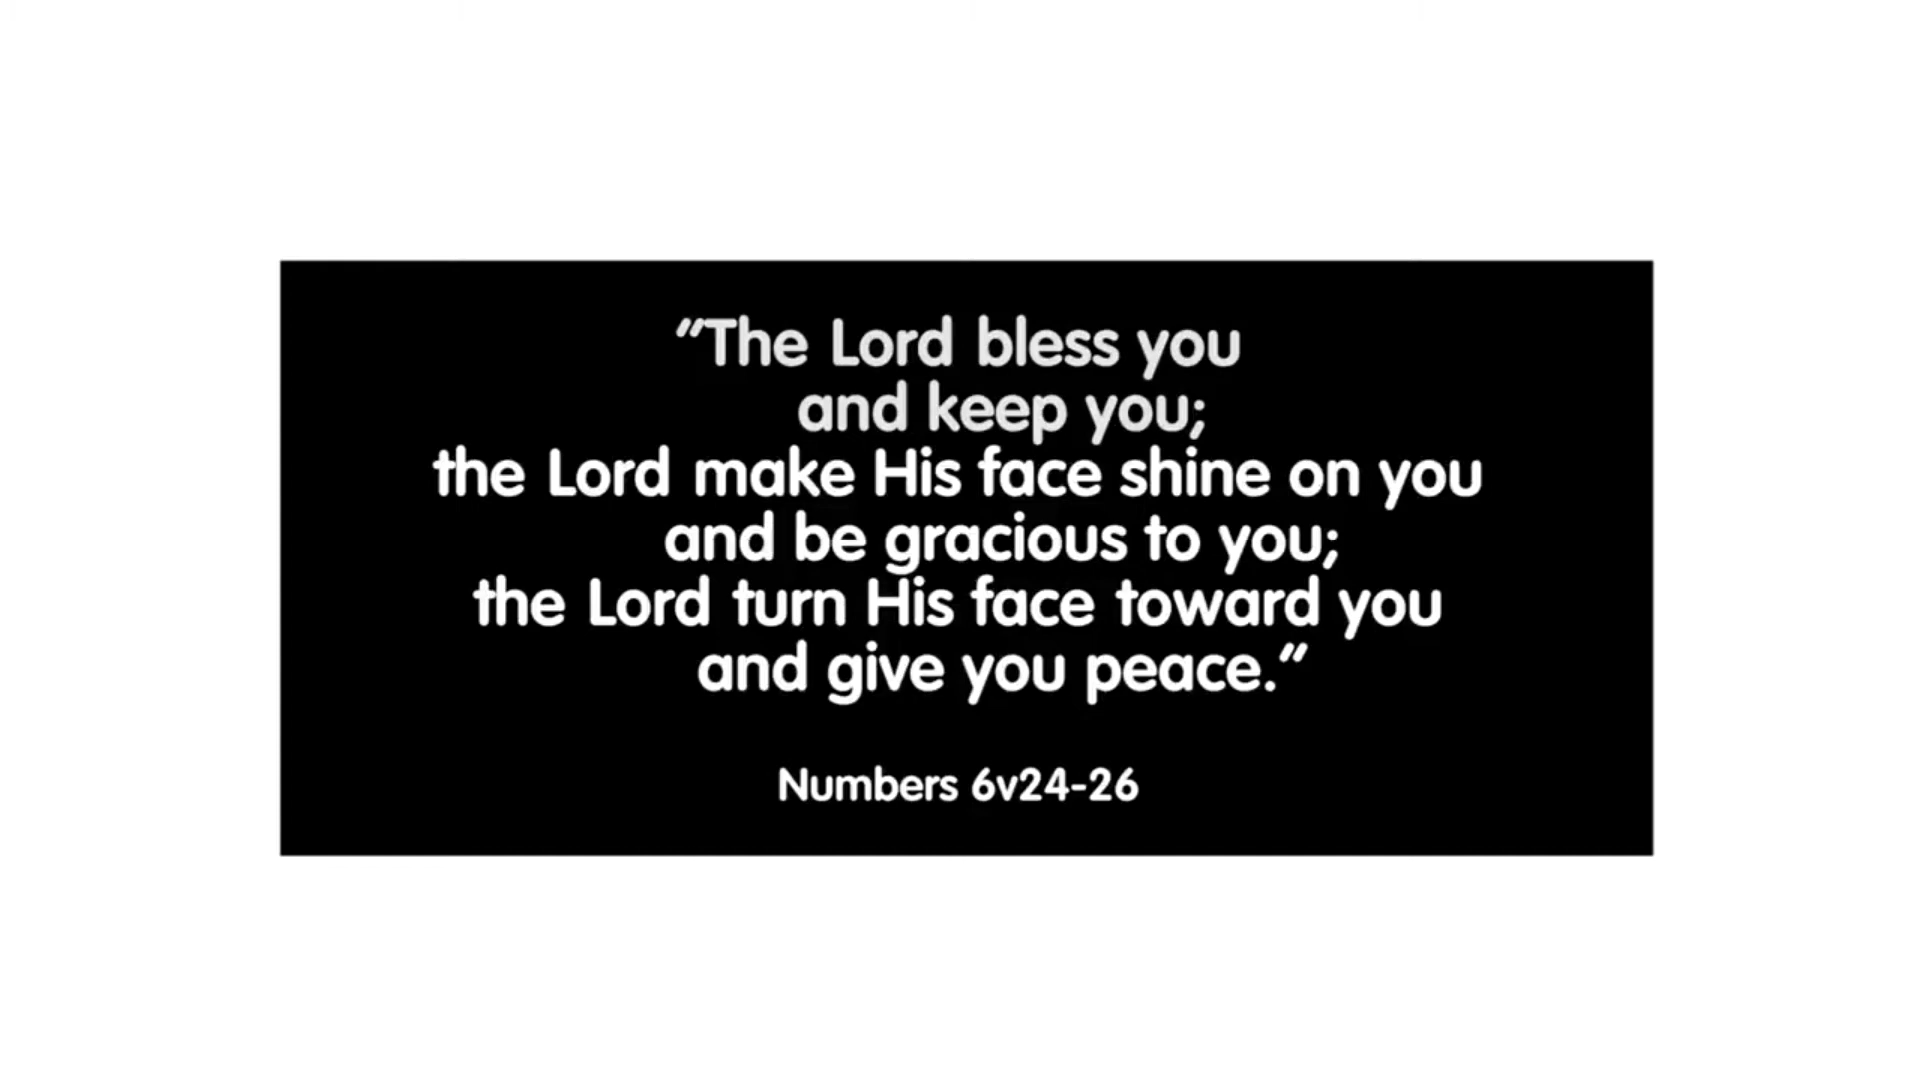 “The Lord bless you
and keep you;
the Lord make His face shine on you
and be gracious to you;
the Lord turn His face toward you
and give you peace.”
Numbers 6v24-26